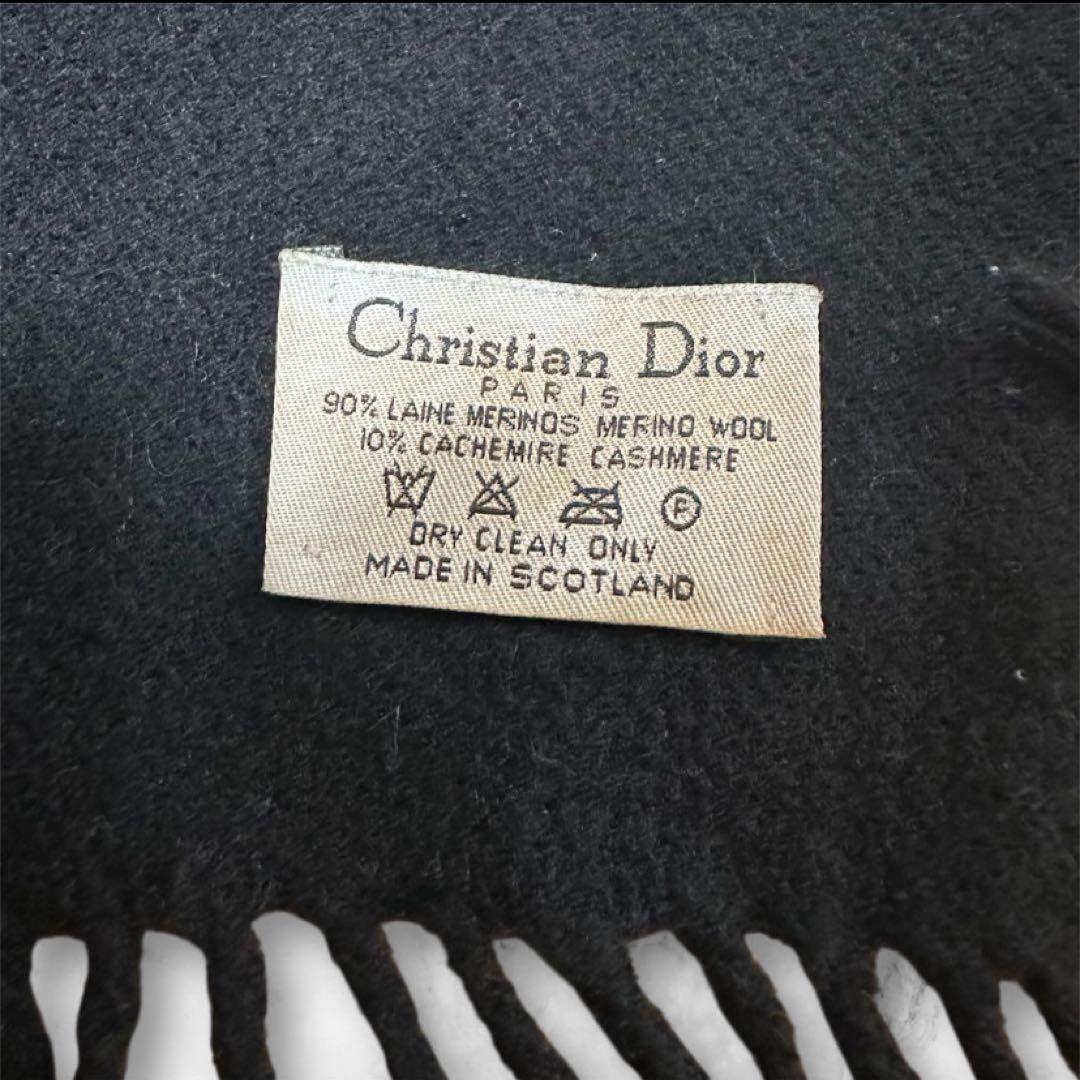 Christian Dior
PARIS
90% LAINE MERINOS MERINO WOOL
10% CACHEMIRE CASHMERE
P
DRY CLEAN ONLY
MADE IN SCOTLAND